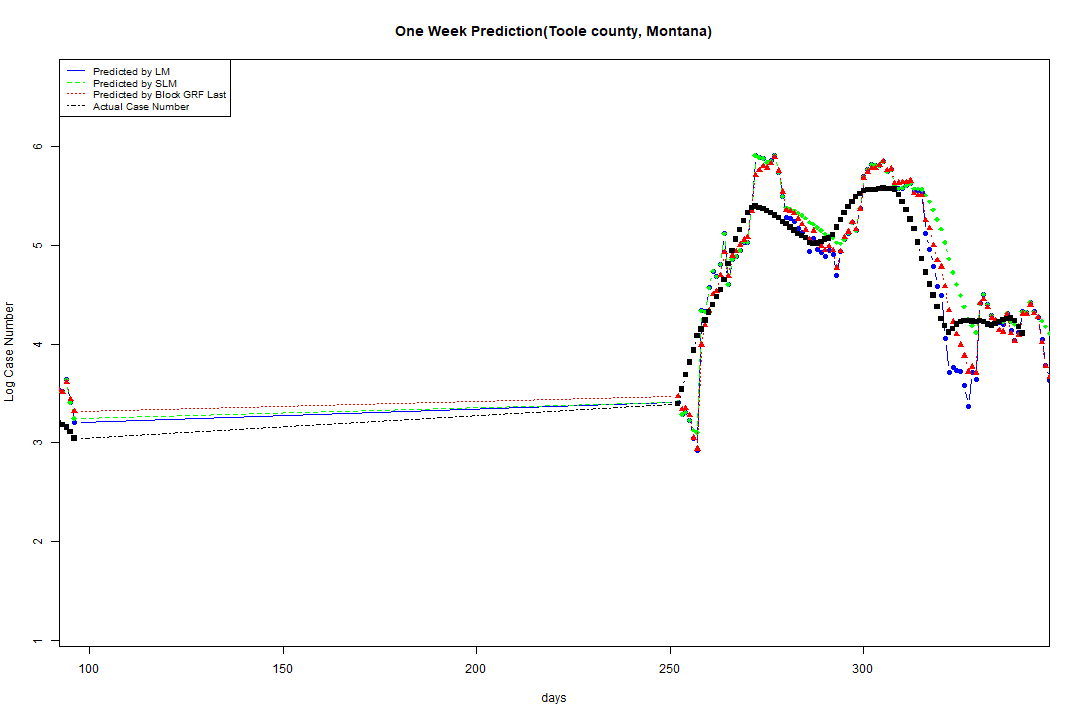 One Week Prediction(Toole county, Montana)
Predicted by LM
Predicted by SLM
Predicted by Block GRF Last
Actual Case Number
Log Case Number
6
5
4
3
2
1
100 150 200 250 300
days